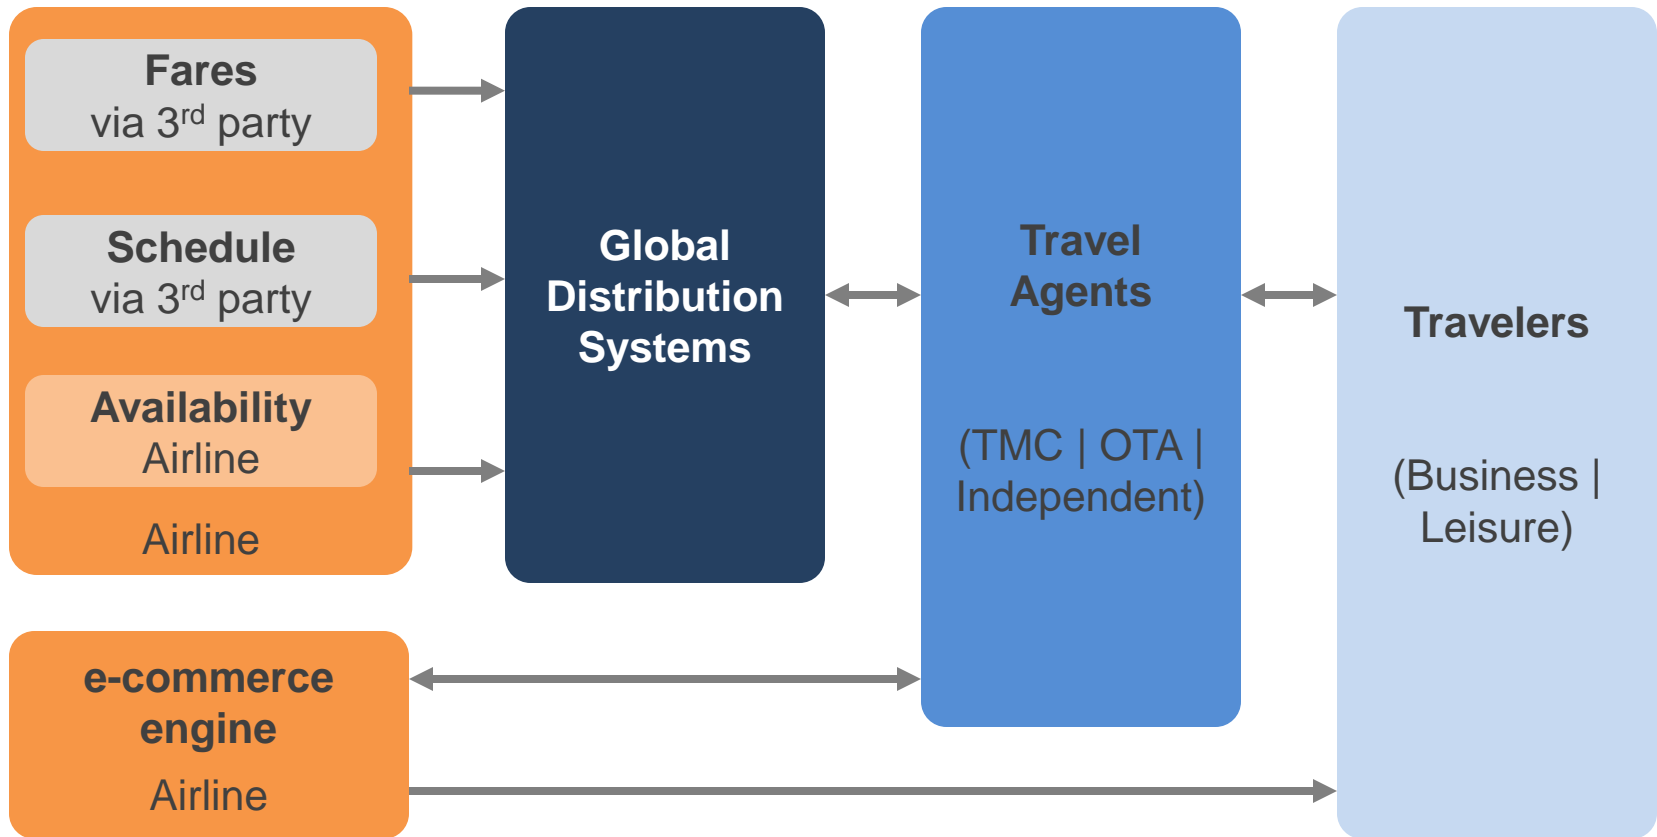 Fares
via 3rd party
Schedule
via 3rd party
Availability
Airline
Airline
Global
Distribution
Systems
Travel
Agents
(TMC | OTA |
Independent)
Travelers
(Business |
Leisure)
e-commerce
engine
Airline